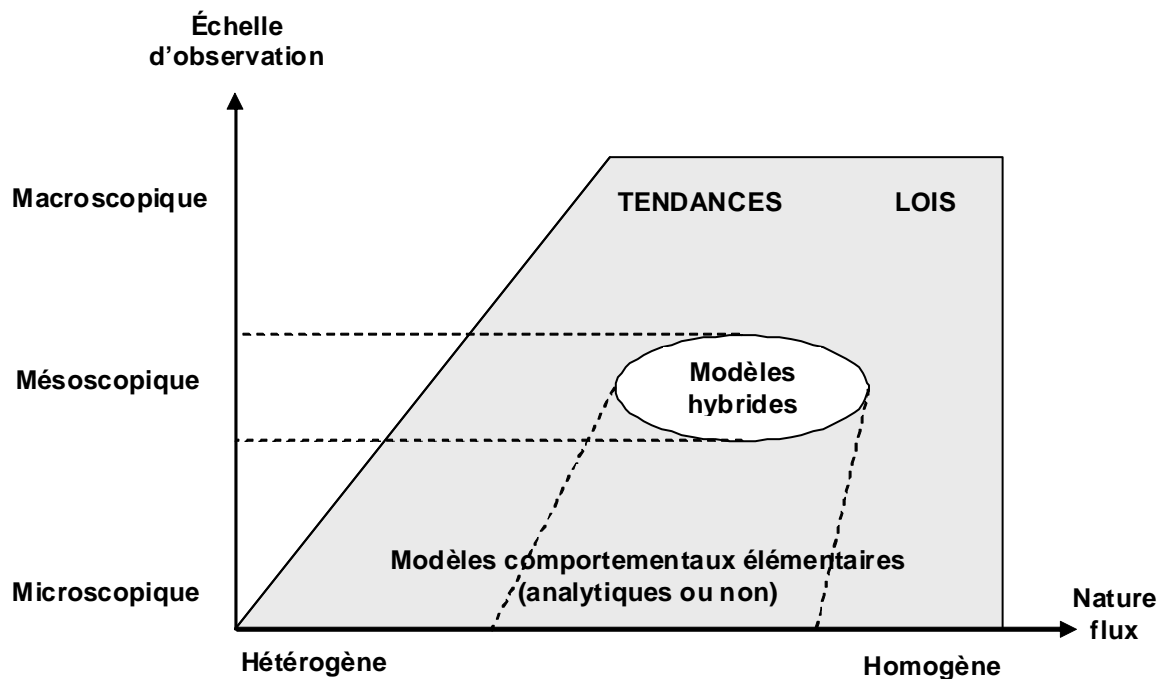 Échelle
d'observation
Macroscopique
TENDANCES
LOIS
Mésoscopique
Modèles
hybrides
Modèles comportementaux élémentaires
(analytiques ou non)
Microscopique
Nature
flux
Hétérogène
Homogène